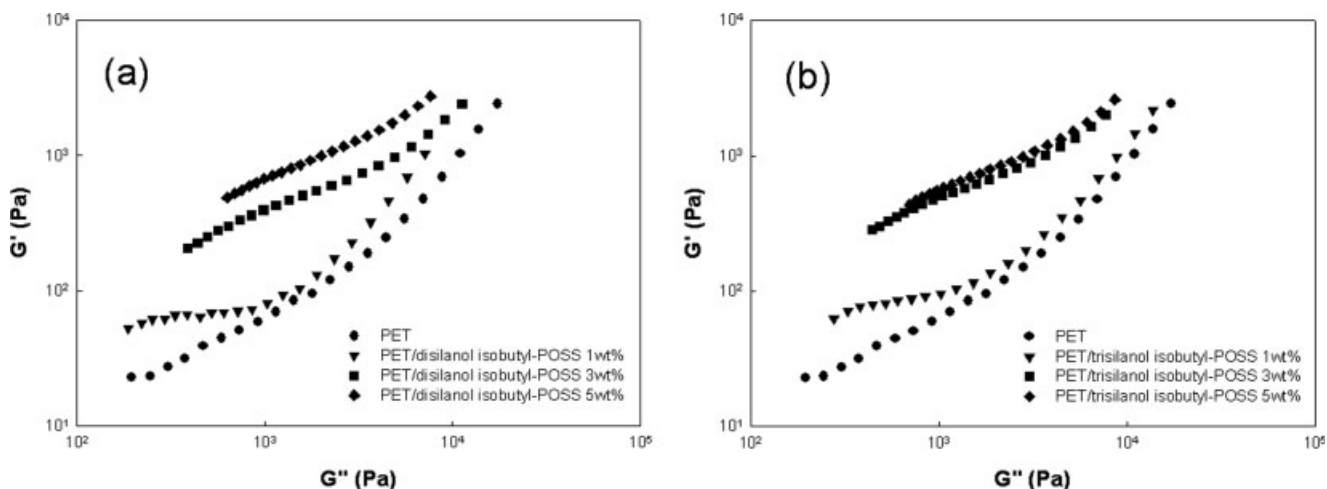 (a)
10⁴
10³
10²
10¹
G' (Pa)
PET
PET/disilanol isobutyl-POSS 1wt%
PET/disilanol isobutyl-POSS 3wt%
PET/disilanol isobutyl-POSS 5wt%
10² 10³ 10⁴ 10⁵
G" (Pa)
(b)
10⁴
10³
10²
10¹
G' (Pa)
PET
PET/trisilanol isobutyl-POSS 1wt%
PET/trisilanol isobutyl-POSS 3wt%
PET/trisilanol isobutyl-POSS 5wt%
10² 10³ 10⁴ 10⁵
G" (Pa)